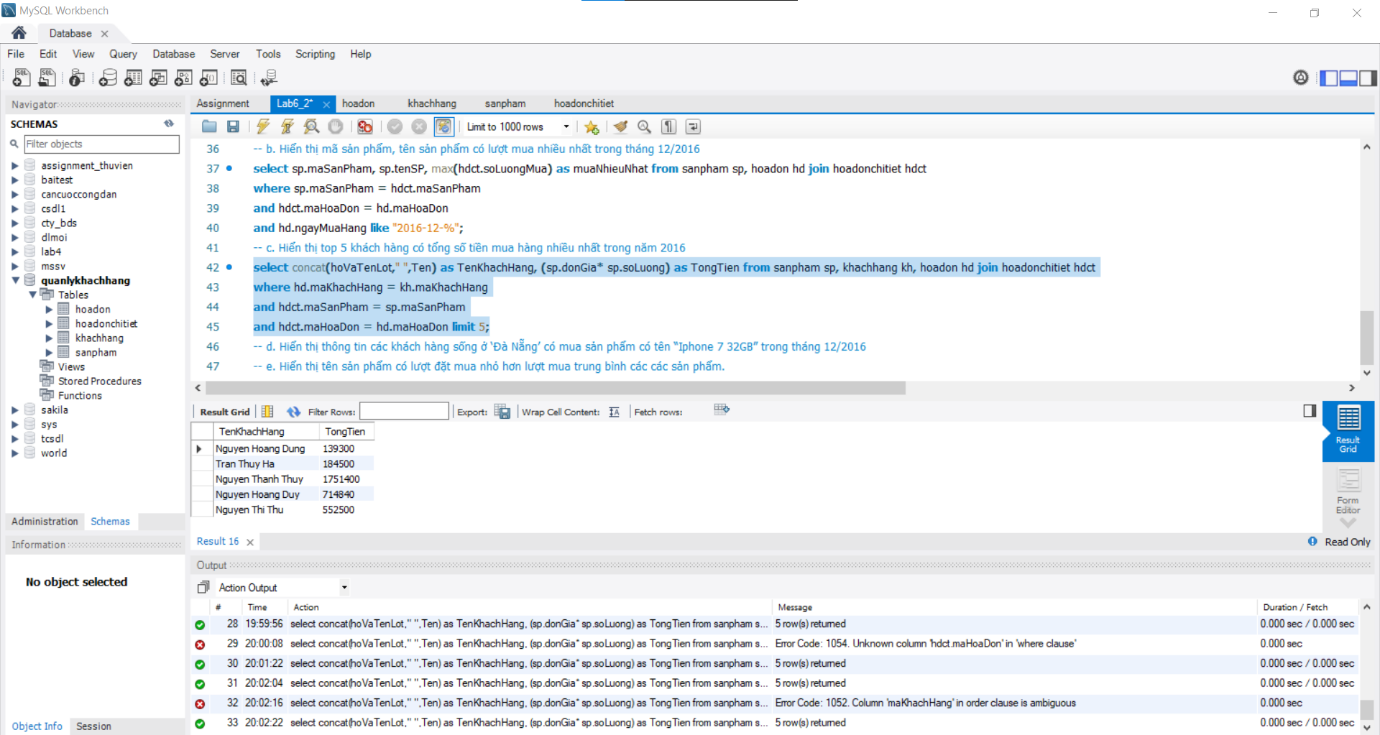 MySQL Workbench
Database
File Edit View Query Database Server Tools Scripting Help
Navigator
SCHEMAS
Filter objects
assignment_thuvien
baitest
cancuoccongdan
csdl1
cty_bds
dlmoi
lab4
mssv
quanlykhachhang
Tables
hoadon
hoadonchitiet
khachhang
sanpham
Views
Stored Procedures
Functions
sakila
sys
tcsdl
world
Administration Schemas
Information
No object selected
Object Info Session
Assignment Lab6_2* hoadon khachhang sanpham hoadonchitiet
Limit to 1000 rows
36 -- b. Hiển thị mã sản phẩm, tên sản phẩm có lượt mua nhiều nhất trong tháng 12/2016
37 select sp.maSanPham, sp.tenSP, max(hdct.soLuongMua) as muaNhieuNhat from sanpham sp, hoadon hd join hoadonchitiet hdct
38 where sp.maSanPham = hdct.maSanPham
39 and hdct.maHoaDon = hd.maHoaDon
40 and hd.ngayMuaHang like "2016-12-%";
41 -- c. Hiển thị top 5 khách hàng có tổng số tiền mua hàng nhiều nhất trong năm 2016
42 select concat(hoVaTenLot," ",Ten) as TenKhachHang, (sp.donGia* sp.soLuong) as TongTien from sanpham sp, khachhang kh, hoadon hd join hoadonchitiet hdct
43 where hd.maKhachHang = kh.maKhachHang
44 and hdct.maSanPham = sp.maSanPham
45 and hdct.maHoaDon = hd.maHoaDon limit 5;
46 -- d. Hiển thị thông tin các khách hàng sống ở 'Đà Nẵng' có mua sản phẩm có tên "Iphone 7 32GB" trong tháng 12/2016
47 -- e. Hiển thị tên sản phẩm có lượt đặt mua nhỏ hơn lượt mua trung bình các các sản phẩm.
Result Grid Filter Rows: Export: Wrap Cell Content: Fetch rows:
TenKhachHang TongTien
Nguyen Hoang Dung 139300
Tran Thuy Ha 184500
Nguyen Thanh Thuy 1751400
Nguyen Hoang Duy 714840
Nguyen Thi Thu 552500
Result Grid
Form Editor
Result 16
Read Only
Output
Action Output
# Time Action Message Duration / Fetch
28 19:59:56 select concat(hoVaTenLot," ",Ten) as TenKhachHang, (sp.donGia* sp.soLuong) as TongTien from sanpham s... 5 row(s) returned 0.000 sec / 0.000 sec
29 20:00:08 select concat(hoVaTenLot," ",Ten) as TenKhachHang, (sp.donGia* sp.soLuong) as TongTien from sanpham s... Error Code: 1054. Unknown column 'hdct.maHoaDon' in 'where clause' 0.000 sec
30 20:01:22 select concat(hoVaTenLot," ",Ten) as TenKhachHang, (sp.donGia* sp.soLuong) as TongTien from sanpham s... 5 row(s) returned 0.000 sec / 0.000 sec
31 20:02:04 select concat(hoVaTenLot," ",Ten) as TenKhachHang, (sp.donGia* sp.soLuong) as TongTien from sanpham s... 5 row(s) returned 0.000 sec / 0.000 sec
32 20:02:16 select concat(hoVaTenLot," ",Ten) as TenKhachHang, (sp.donGia* sp.soLuong) as TongTien from sanpham s... Error Code: 1052. Column 'maKhachHang' in order clause is ambiguous 0.000 sec
33 20:02:22 select concat(hoVaTenLot," ",Ten) as TenKhachHang, (sp.donGia* sp.soLuong) as TongTien from sanpham s... 5 row(s) returned 0.000 sec / 0.000 sec